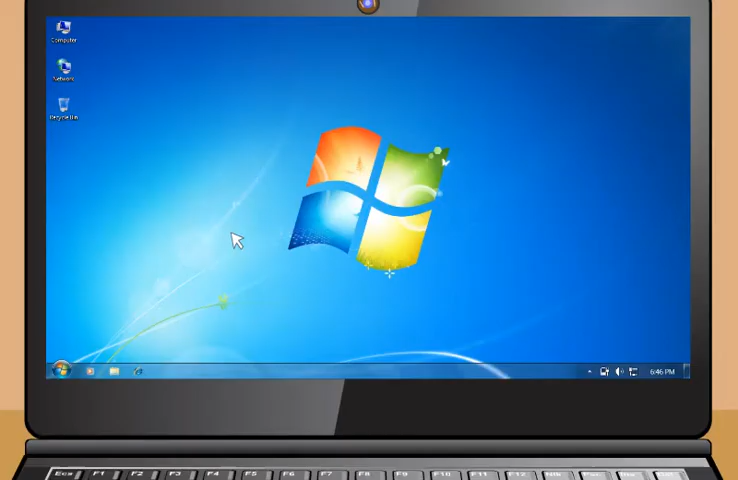 Computer
Network
Recycle Bin
6:46 PM
Esc F1 F2 F3 F4 F5 F6 F7 F8 F9 F10 F11 F12